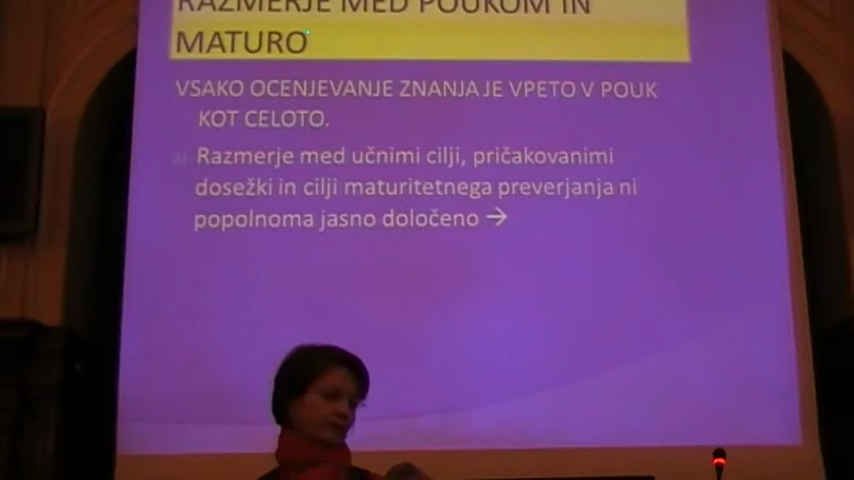 RAZMERJE MED POUKOM IN
MATURO
VSAKO OCENJEVANJE ZNANJA JE VPETO V POUK
KOT CELOTO.
a) Razmerje med učnimi cilji, pričakovanimi
dosežki in cilji maturitetnega preverjanja ni
popolnoma jasno določeno →